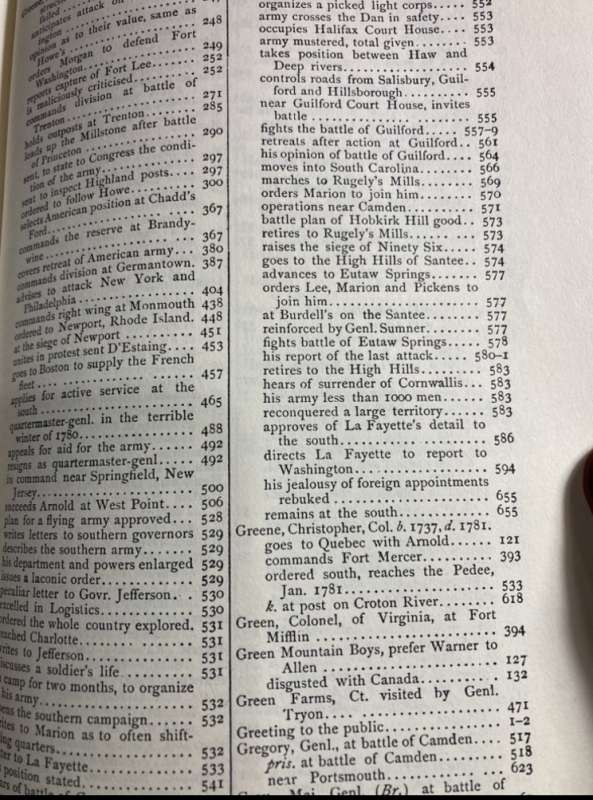 failed
anticipates attack on
opinion as to their value, same as
Howe's 248
orders Morgan to defend Fort
Washington 249
reports capture of Fort Lee....... 252
is maliciously criticised.......... 252
commands division at battle of
Trenton.................... 271
holds outposts at Trenton......... 285
leads up the Millstone after battle
of Princeton ................ 290
sent, to state to Congress the condi-
tion of the army............. 297
sent to inspect Highland posts.... 297
ordered to follow Howe.......... 300
selects American position at Chadd's
Ford..................... 367
commands the reserve at Brandy-
wine..................... 367
covers retreat of American army... 380
commands division at Germantown. 387
advises to attack New York and
Philadelphia ................ 404
commands right wing at Monmouth 438
ordered to Newport, Rhode Island. 448
at the siege of Newport .......... 451
unites in protest sent D'Estaing.... 453
goes to Boston to supply the French
fleet....................... 457
applies for active service at the
south...................... 465
quartermaster-genl. in the terrible
winter of 1780............... 488
appeals for aid for the army...... 492
resigns as quartermaster-genl..... 492
in command near Springfield, New
Jersey...................... 500
succeeds Arnold at West Point.... 506
plan for a flying army approved... 528
writes letters to southern governors 529
describes the southern army...... 529
his department and powers enlarged 529
issues a laconic order............ 529
peculiar letter to Govr. Jefferson.. 530
excelled in Logistics............. 530
ordered the whole country explored. 531
reached Charlotte................ 531
writes to Jefferson............... 531
discusses a soldier's life.......... 531
camp for two months, to organize
his army................... 532
the southern campaign...... 532
to Marion as to often shift-
quarters................... 532
to La Fayette.............. 533
position stated............... 541
organizes a picked light corps.... 552
army crosses the Dan in safety.... 553
occupies Halifax Court House.... 553
army mustered, total given........ 553
takes position between Haw and
Deep rivers.................. 554
controls roads from Salisbury, Guil-
ford and Hillsborough.......... 555
near Guilford Court House, invites
battle ...................... 555
fights the battle of Guilford..... 557-9
retreats after action at Guilford.. 561
his opinion of battle of Guilford.... 564
moves into South Carolina........ 566
marches to Rugely's Mills........ 569
orders Marion to join him........ 570
operations near Camden.......... 571
battle plan of Hobkirk Hill good.. 573
retires to Rugely's Mills.......... 573
raises the siege of Ninety Six..... 574
goes to the High Hills of Santee.. 574
advances to Eutaw Springs....... 577
orders Lee, Marion and Pickens to
join him.................... 577
at Burdell's on the Santee........ 577
reinforced by Genl. Sumner....... 577
fights battle of Eutaw Springs.... 578
his report of the last attack..... 580-1
retires to the High Hills.......... 583
hears of surrender of Cornwallis... 583
his army less than 1000 men...... 583
reconquered a large territory...... 583
approves of La Fayette's detail to
the south.................... 586
directs La Fayette to report to
Washington.................. 594
his jealousy of foreign appointments
rebuked .................... 655
remains at the south............. 655
Greene, Christopher, Col. b. 1737, d. 1781.
goes to Quebec with Arnold...... 121
commands Fort Mercer.......... 393
ordered south, reaches the Pedee,
Jan. 1781................... 533
k. at post on Croton River........ 618
Green, Colonel, of Virginia, at Fort
Mifflin ...................... 394
Green Mountain Boys, prefer Warner to
Allen ....................... 127
disgusted with Canada.......... 132
Green Farms, Ct. visited by Genl.
Tryon...................... 471
Greeting to the public.............. 1-2
Gregory, Genl., at battle of Camden.... 517
pris. at battle of Camden......... 518
near Portsmouth............... 623
Genl. (Br.) at battle of